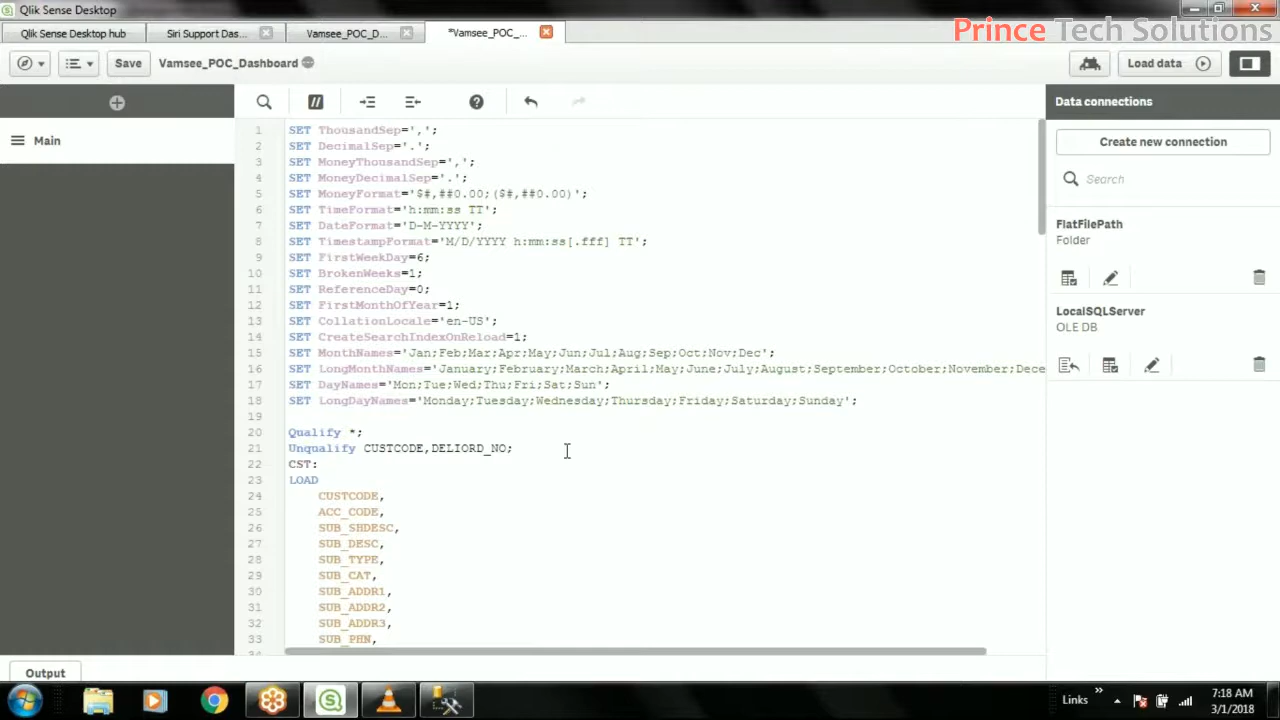 Qlik Sense Desktop
Prince Tech Solutions
Qlik Sense Desktop hub
Siri Support Das...
Vamsee_POC_D...
*Vamsee_POC_...
Save
Vamsee_POC_Dashboard
Load data
Data connections
Main
Create new connection
Search
FlatFilePath
Folder
LocalSQLServer
OLE DB
1 SET ThousandSep=',';
2 SET DecimalSep='.';
3 SET MoneyThousandSep=',';
4 SET MoneyDecimalSep='.';
5 SET MoneyFormat='$#,##0.00;($#,##0.00)';
6 SET TimeFormat='h:mm:ss TT';
7 SET DateFormat='D-M-YYYY';
8 SET TimestampFormat='M/D/YYYY h:mm:ss[.fff] TT';
9 SET FirstWeekDay=6;
10 SET BrokenWeeks=1;
11 SET ReferenceDay=0;
12 SET FirstMonthOfYear=1;
13 SET CollationLocale='en-US';
14 SET CreateSearchIndexOnReload=1;
15 SET MonthNames='Jan;Feb;Mar;Apr;May;Jun;Jul;Aug;Sep;Oct;Nov;Dec';
16 SET LongMonthNames='January;February;March;April;May;June;July;August;September;October;November;Dece
17 SET DayNames='Mon;Tue;Wed;Thu;Fri;Sat;Sun';
18 SET LongDayNames='Monday;Tuesday;Wednesday;Thursday;Friday;Saturday;Sunday';
19
20 Qualify *;
21 Unqualify CUSTCODE,DELIORD_NO;
22 CST:
23 LOAD
24 CUSTCODE,
25 ACC_CODE,
26 SUB_SHDESC,
27 SUB_DESC,
28 SUB_TYPE,
29 SUB_CAT,
30 SUB_ADDR1,
31 SUB_ADDR2,
32 SUB_ADDR3,
33 SUB_PHN,
Output
Links
7:18 AM
3/1/2018